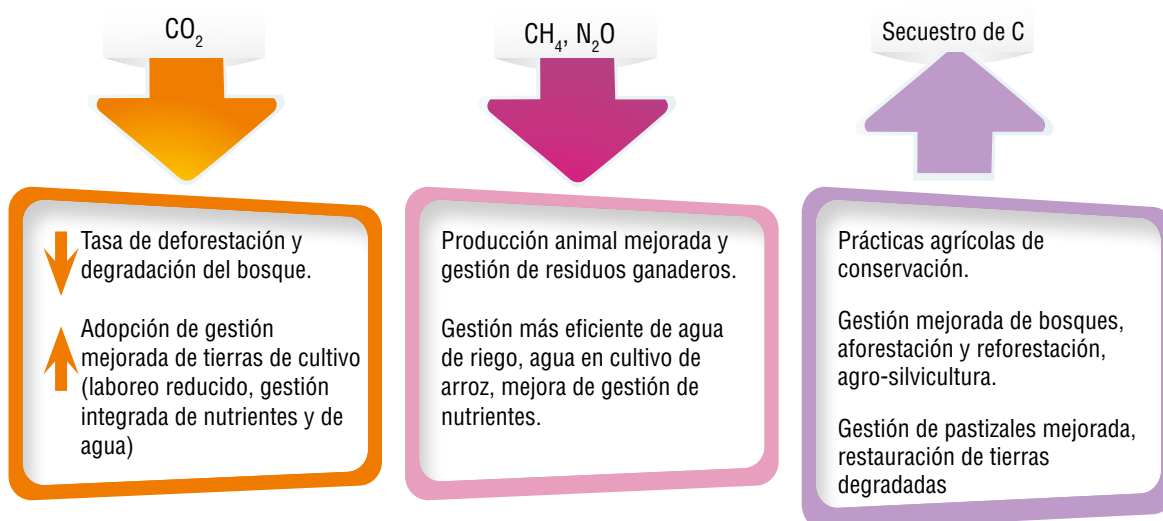 CO₂
Tasa de deforestación y
degradación del bosque.
Adopción de gestión
mejorada de tierras de cultivo
(laboreo reducido, gestión
integrada de nutrientes y de
agua)
CH₄, N₂O
Producción animal mejorada y
gestión de residuos ganaderos.
Gestión más eficiente de agua
de riego, agua en cultivo de
arroz, mejora de gestión de
nutrientes.
Secuestro de C
Prácticas agrícolas de
conservación.
Gestión mejorada de bosques,
aforestación y reforestación,
agro-silvicultura.
Gestión de pastizales mejorada,
restauración de tierras
degradadas